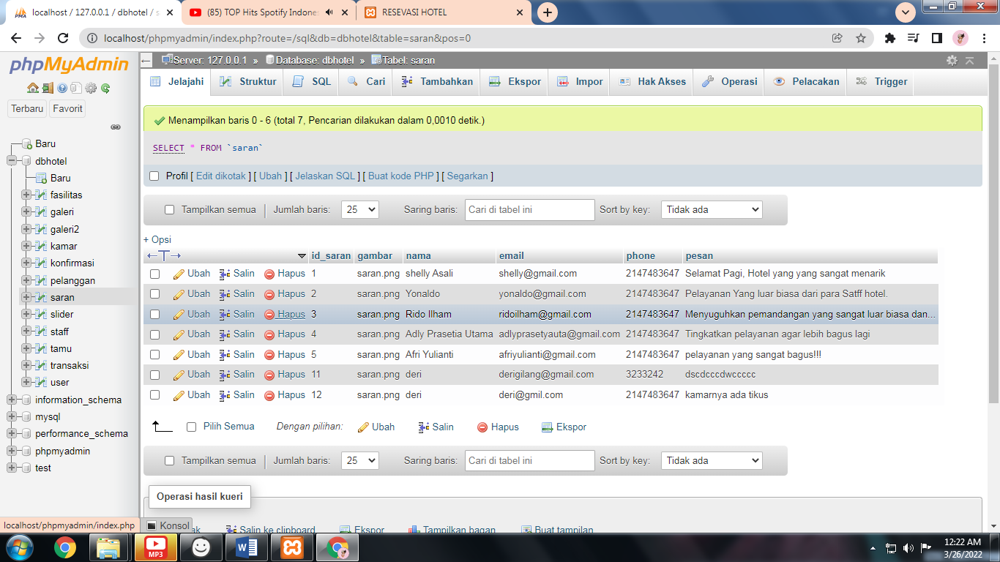 localhost / 127.0.0.1 / dbhotel / s
(85) TOP Hits Spotify Indones
RESEVASI HOTEL
localhost/phpmyadmin/index.php?route=/sql&db=dbhotel&table=saran&pos=0
phpMyAdmin
Terbaru Favorit
Baru
dbhotel
Baru
fasilitas
galeri
galeri2
kamar
konfirmasi
pelanggan
saran
slider
staff
tamu
transaksi
user
information_schema
mysql
performance_schema
phpmyadmin
test
Server: 127.0.0.1 » Database: dbhotel » Tabel: saran
Jelajahi Struktur SQL Cari Tambahkan Ekspor Impor Hak Akses Operasi Pelacakan Trigger
Menampilkan baris 0 - 6 (total 7, Pencarian dilakukan dalam 0,0010 detik.)
SELECT * FROM `saran`
Profil [ Edit dikotak ] [ Ubah ] [ Jelaskan SQL ] [ Buat kode PHP ] [ Segarkan ]
Tampilkan semua | Jumlah baris: 25 Saring baris: Cari di tabel ini Sort by key: Tidak ada
+ Opsi
←T→ id_saran gambar nama email phone pesan
Ubah Salin Hapus 1 saran.png shelly Asali shelly@gmail.com 2147483647 Selamat Pagi, Hotel yang yang sangat menarik
Ubah Salin Hapus 2 saran.png Yonaldo yonaldo@gmail.com 2147483647 Pelayanan Yang luar biasa dari para Satff hotel.
Ubah Salin Hapus 3 saran.png Rido Ilham ridoilham@gmail.com 2147483647 Menyuguhkan pemandangan yang sangat luar biasa dan...
Ubah Salin Hapus 4 saran.png Adly Prasetia Utama adlyprasetyauta@gmail.com 2147483647 Tingkatkan pelayanan agar lebih bagus lagi
Ubah Salin Hapus 5 saran.png Afri Yulianti afriyulianti@gmail.com 2147483647 pelayanan yang sangat bagus!!!
Ubah Salin Hapus 11 saran.png deri derigilang@gmail.com 3233242 dscdcccdwccccc
Ubah Salin Hapus 12 saran.png deri deri@gmil.com 2147483647 kamarnya ada tikus
Pilih Semua Dengan pilihan: Ubah Salin Hapus Ekspor
Tampilkan semua | Jumlah baris: 25 Saring baris: Cari di tabel ini Sort by key: Tidak ada
Operasi hasil kueri
localhost/phpmyadmin/index.php
Konsol
ak Salin ke clipboard Ekspor Tampilkan bagan Buat tampilan
MP3
12:22 AM
3/26/2022